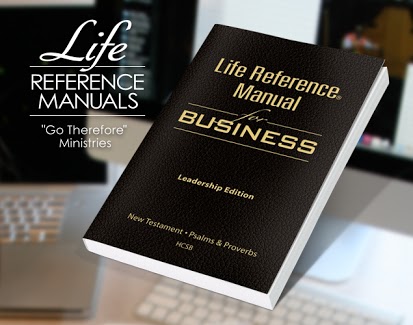 Life
REFERENCE
MANUALS
"Go Therefore"
Ministries
Life Reference®
Manual
for
BUSINESS
Leadership Edition
New Testament • Psalms & Proverbs
HCSB